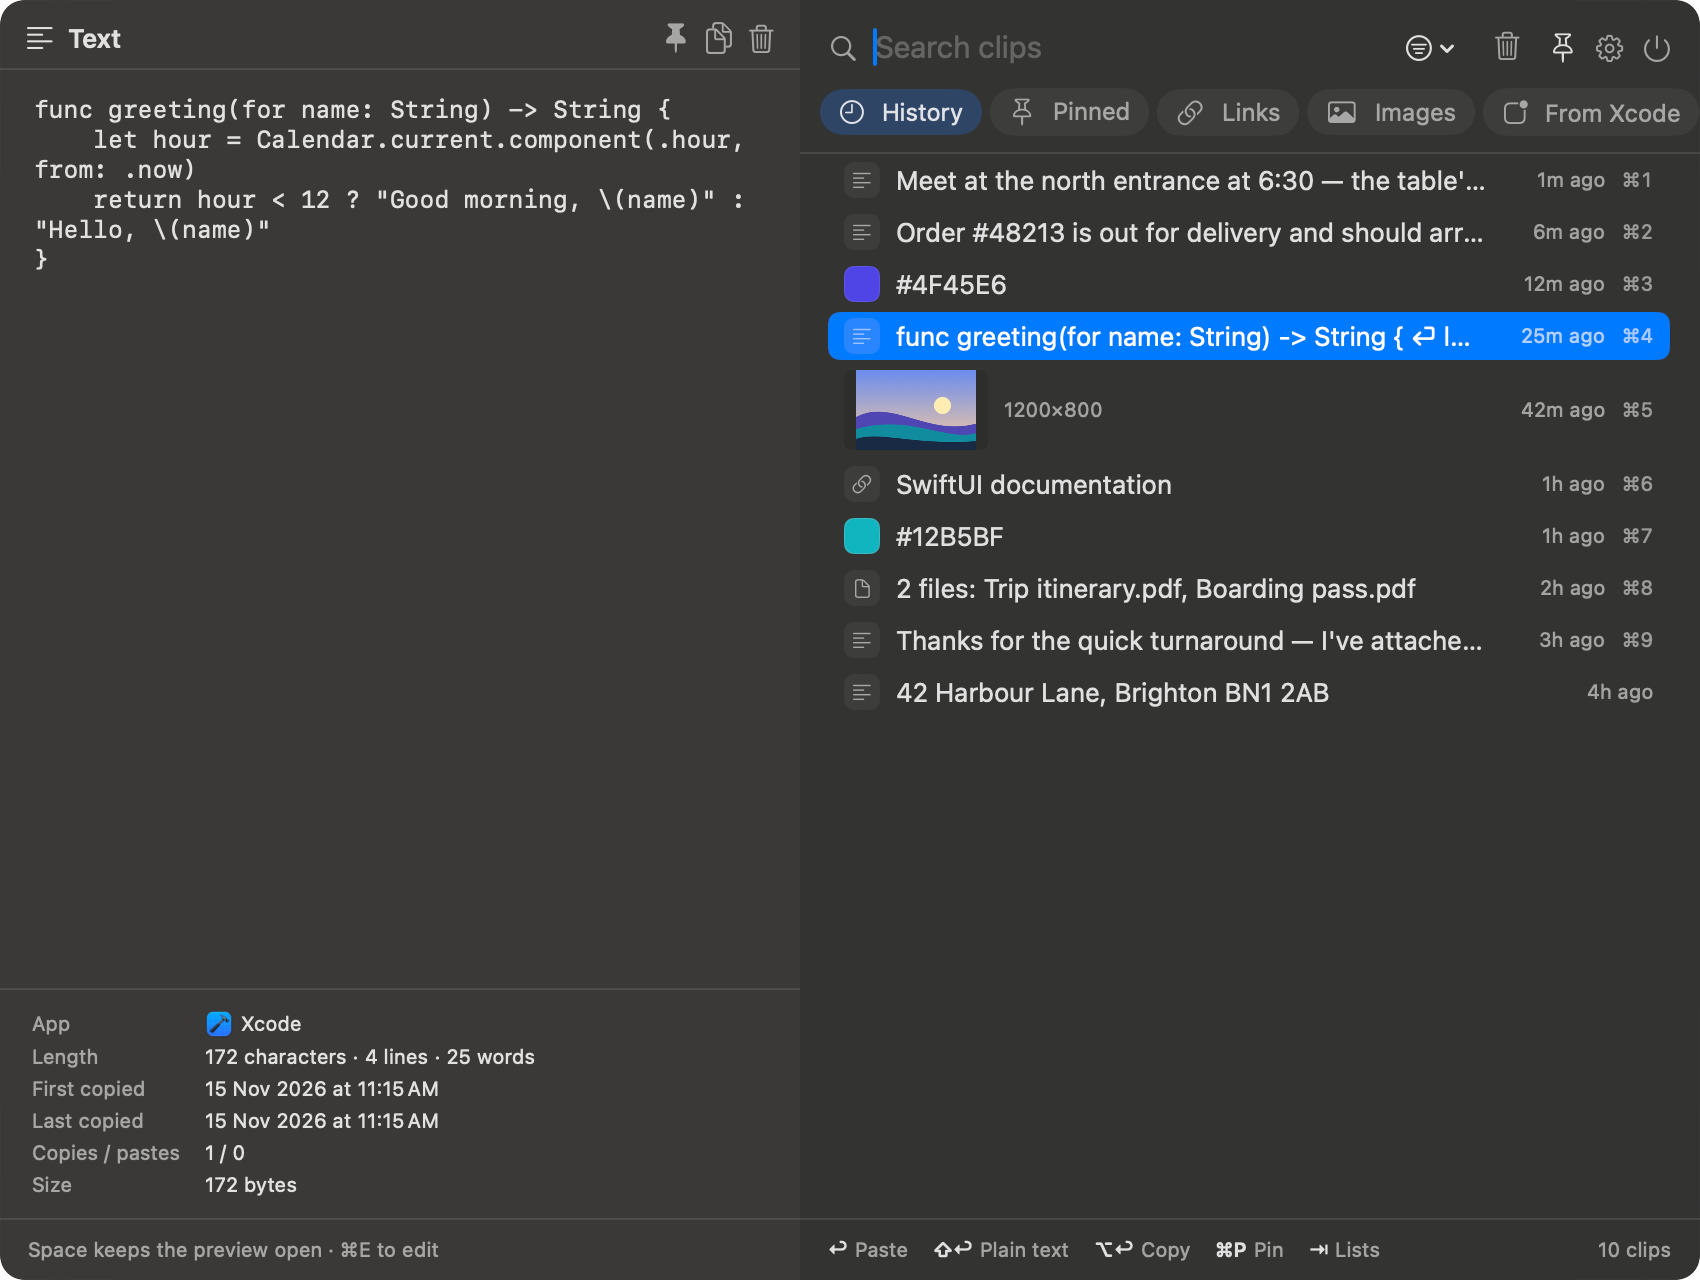 Text
func greeting(for name: String) -> String {
    let hour = Calendar.current.component(.hour,
from: .now)
    return hour < 12 ? "Good morning, \(name)" :
"Hello, \(name)"
}
App Xcode
Length 172 characters · 4 lines · 25 words
First copied 15 Nov 2026 at 11:15 AM
Last copied 15 Nov 2026 at 11:15 AM
Copies / pastes 1 / 0
Size 172 bytes
Space keeps the preview open · ⌘E to edit
Search clips
History Pinned Links Images From Xcode
Meet at the north entrance at 6:30 — the table'... 1m ago ⌘1
Order #48213 is out for delivery and should arr... 6m ago ⌘2
#4F45E6 12m ago ⌘3
func greeting(for name: String) -> String { ⏎ l... 25m ago ⌘4
1200×800 42m ago ⌘5
SwiftUI documentation 1h ago ⌘6
#12B5BF 1h ago ⌘7
2 files: Trip itinerary.pdf, Boarding pass.pdf 2h ago ⌘8
Thanks for the quick turnaround — I've attache... 3h ago ⌘9
42 Harbour Lane, Brighton BN1 2AB 4h ago
↩ Paste ⇧↩ Plain text ⌥↩ Copy ⌘P Pin ⇥ Lists 10 clips